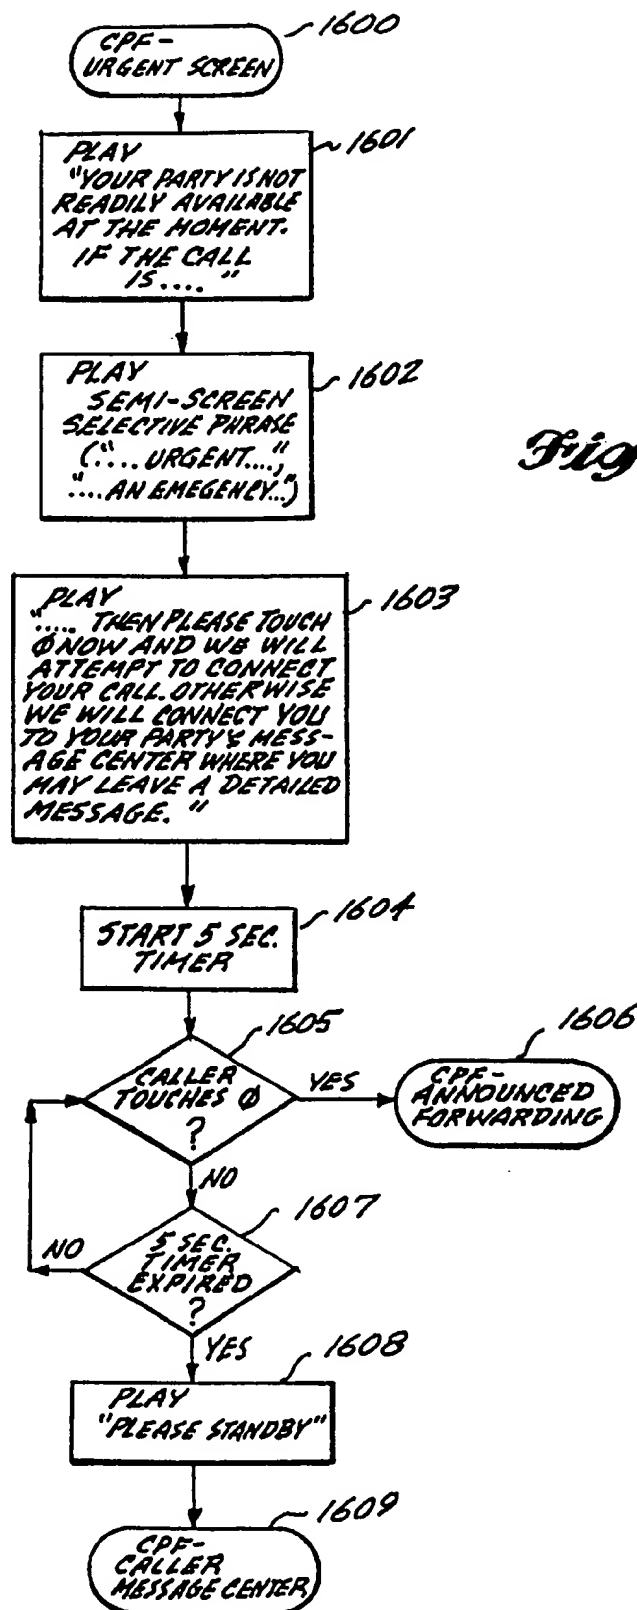 CPF-
URGENT SCREEN
1600
PLAY
"YOUR PARTY IS NOT
READILY AVAILABLE
AT THE MOMENT.
IF THE CALL
IS...."
1601
PLAY
SEMI-SCREEN
SELECTIVE PHRASE
(".... URGENT....",
".... AN EMEGENCY...")
1602
Fig
PLAY
"..... THEN PLEASE TOUCH
Ø NOW AND WE WILL
ATTEMPT TO CONNECT
YOUR CALL. OTHERWISE
WE WILL CONNECT YOU
TO YOUR PARTY'S MESS-
AGE CENTER WHERE YOU
MAY LEAVE A DETAILED
MESSAGE."
1603
START 5 SEC.
TIMER
1604
CALLER
TOUCHES Ø
?
1605
YES
CPF-
ANNOUNCED
FORWARDING
1606
NO
5 SEC.
TIMER
EXPIRED
?
1607
NO
YES
PLAY
"PLEASE STANDBY"
1608
CPF-
CALLER
MESSAGE CENTER
1609